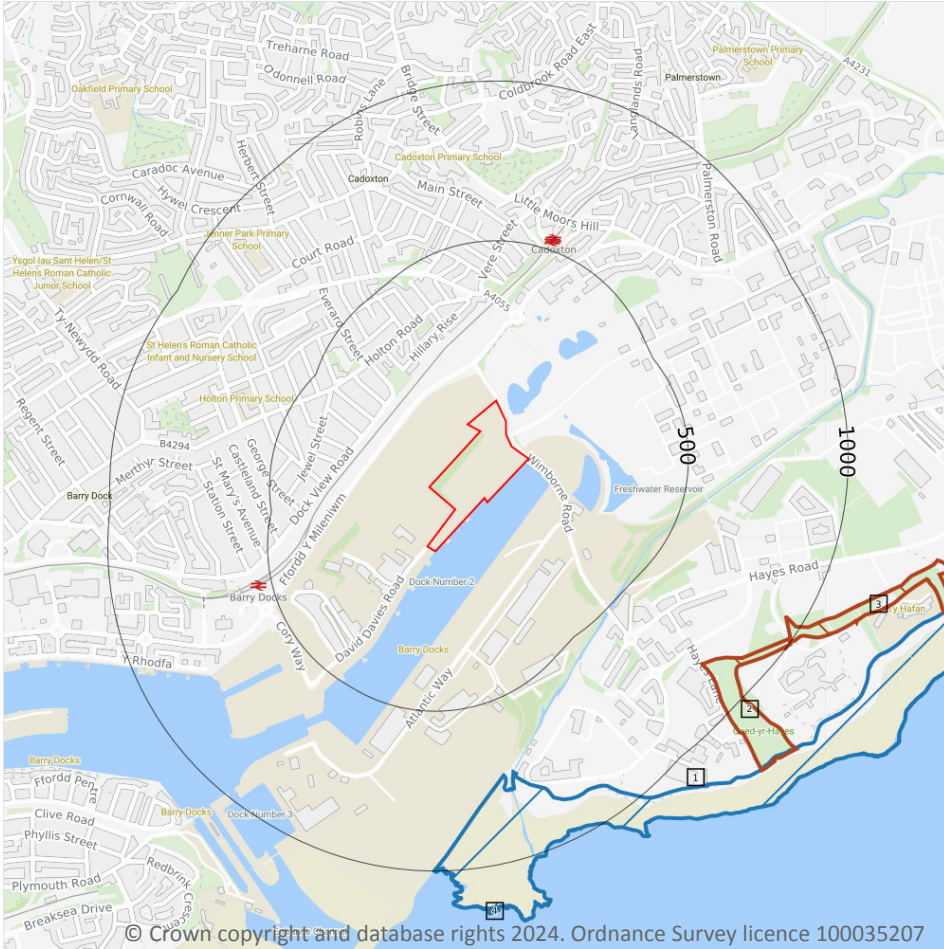 Treharne Road
Odonnell Road
Oakfield Primary School
Robins Lane
Bridge Street
Coldbrook Road East
Langlands Road
Palmerstown Primary
School
Palmerstown
A4231
Caradoc Avenue
Hywel Crescent
Cornwall Road
Herbert Street
Cadoxton Primary School
Cadoxton
Main Street
Little Moors Hill
Palmerston Road
Jenner Park Primary
School
Court Road
Vere Street
Cadoxton
Ysgol Iau Sant Helen/St
Helens Roman Catholic
Junior School
Ty-Newydd Road
Everard Street
A4055
Holton Road
Hillary Rise
St Helen's Roman Catholic
Infant and Nursery School
Holton Primary School
Regent Street
B4294
Merthyr Street
George Street
Castleland Street
St Mary's Avenue
Station Street
Jewel Street
Dock View Road
Ffordd Y Mileniwm
500
1000
Barry Dock
Wimborne Road
Freshwater Reservoir
Barry Docks
Dock Number 2
Hayes Road
David Davies Road
Cory Way
Barry Docks
Y-Rhodfa
Atlantic Way
Hayes Lane
3
Ty Hafan
2
Coed-yr-Hayes
1
Barry Docks
Ffordd Pentre
Clive Road
Phyllis Street
Barry Docks
Dock Number 3
Plymouth Road
Redbrink Crescent
Breaksea Drive
4
© Crown copyright and database rights 2024. Ordnance Survey licence 100035207